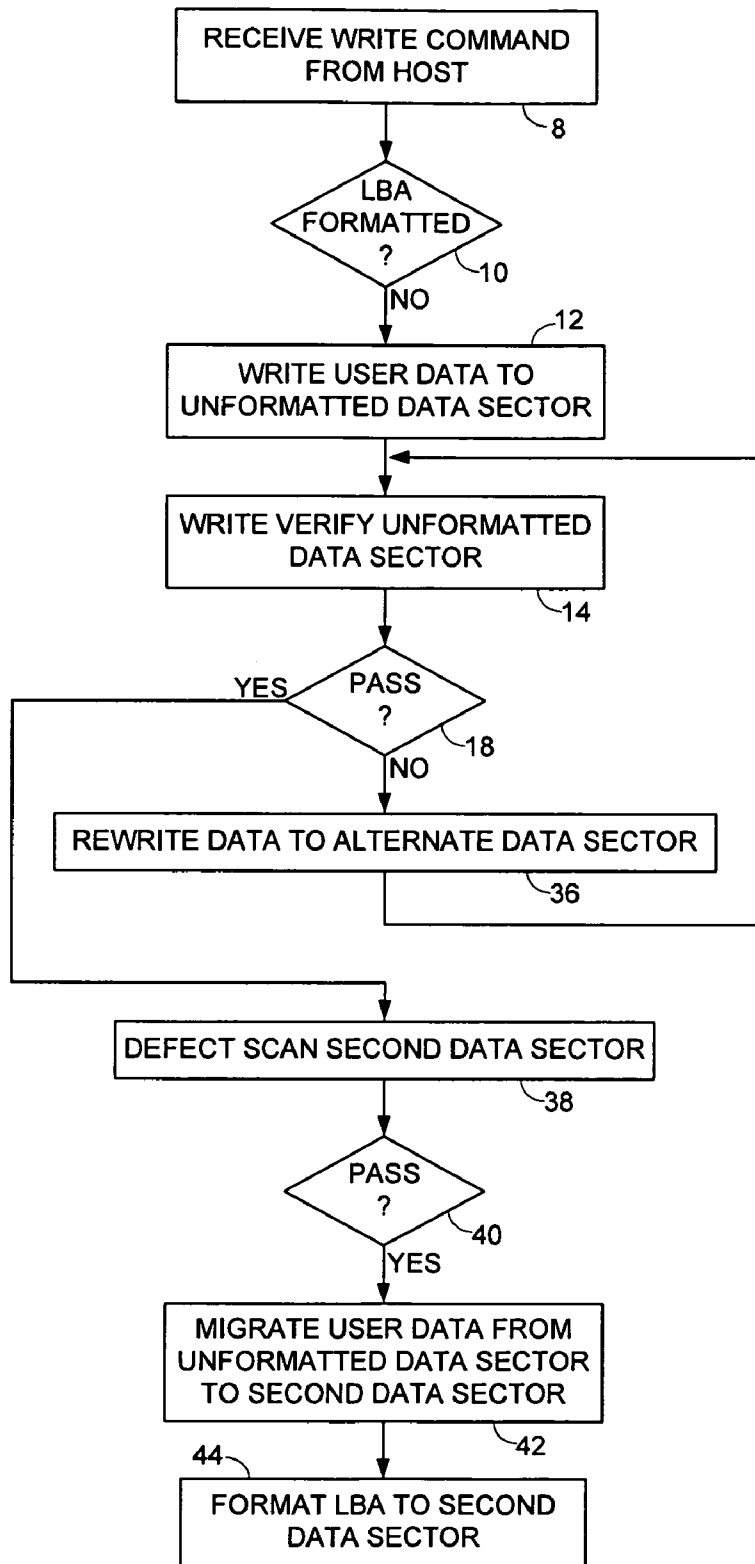 RECEIVE WRITE COMMAND
FROM HOST
8
LBA
FORMATTED
?
10
NO
12
WRITE USER DATA TO
UNFORMATTED DATA SECTOR
WRITE VERIFY UNFORMATTED
DATA SECTOR
14
YES
PASS
?
18
NO
REWRITE DATA TO ALTERNATE DATA SECTOR
36
DEFECT SCAN SECOND DATA SECTOR
38
PASS
?
40
YES
MIGRATE USER DATA FROM
UNFORMATTED DATA SECTOR
TO SECOND DATA SECTOR
42
44
FORMAT LBA TO SECOND
DATA SECTOR